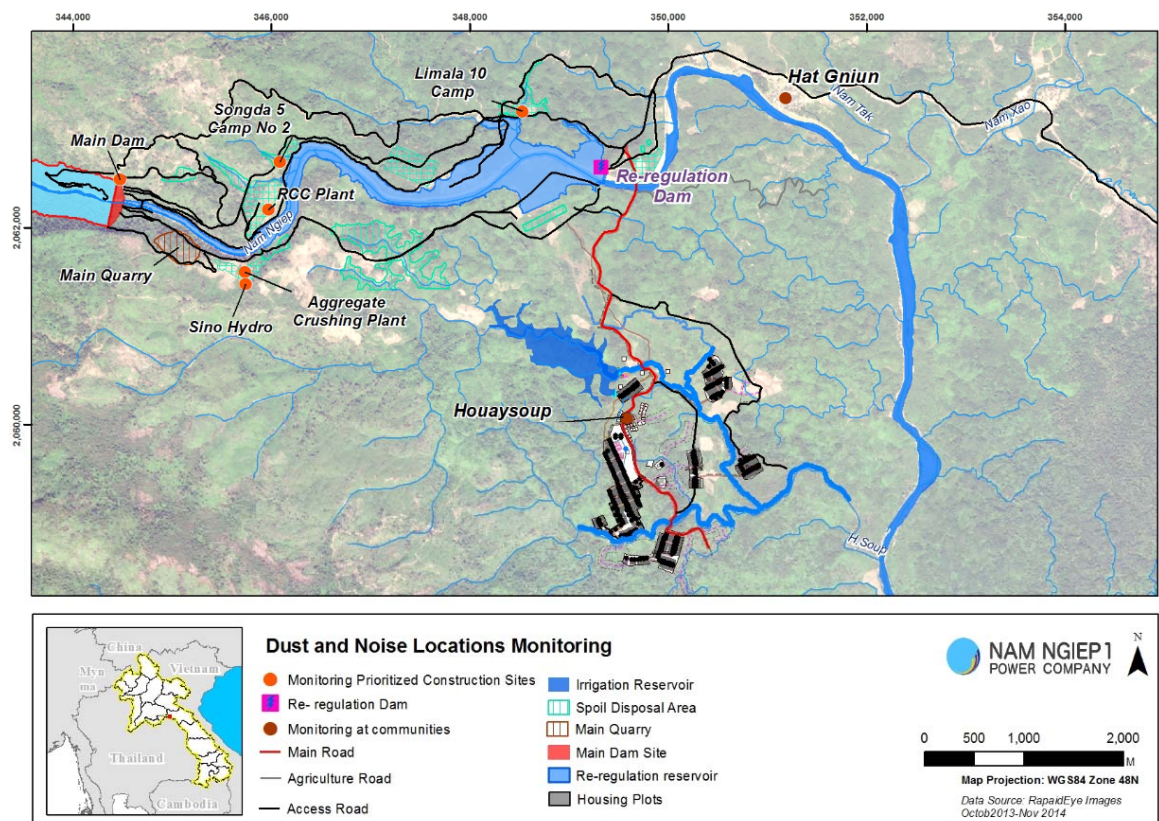 344,000 346,000 348,000 350,000 352,000 354,000
2,062,000
2,060,000
Limala 10
Camp
Hat Gniun
Nam Tak
Nam Xao
Songda 5
Camp No 2
Main Dam
RCC Plant
Re-regulation
Dam
Nam Ngiep
Main Quarry
Aggregate
Crushing Plant
Sino Hydro
Houaysoup
H.Soup
China
Vietnam
Myn
ma
Thailand
Cambodia
Dust and Noise Locations Monitoring
Monitoring Prioritized Construction Sites
Re- regulation Dam
Monitoring at communities
Main Road
Agriculture Road
Access Road
Irrigation Reservoir
Spoil Disposal Area
Main Quarry
Main Dam Site
Re-regulation reservoir
Housing Plots
NAM NGIEP1
POWER COMPANY
N
0 500 1,000 2,000
M
Map Projection: WGS84 Zone 48N
Data Source: RapaidEye Images
Octob2013-Nov 2014